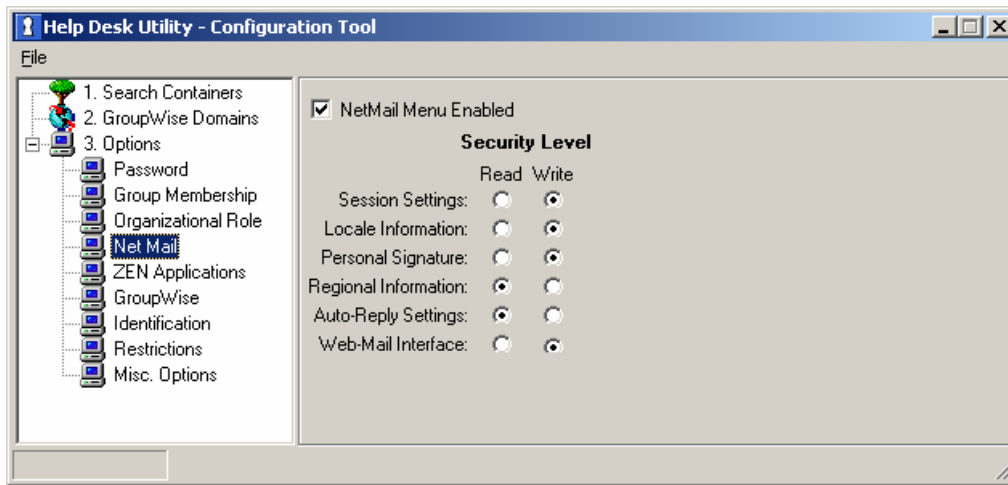 Help Desk Utility - Configuration Tool
File
1. Search Containers
2. GroupWise Domains
3. Options
Password
Group Membership
Organizational Role
Net Mail
ZEN Applications
GroupWise
Identification
Restrictions
Misc. Options
NetMail Menu Enabled
Security Level
Read Write
Session Settings:
Locale Information:
Personal Signature:
Regional Information:
Auto-Reply Settings:
Web-Mail Interface: